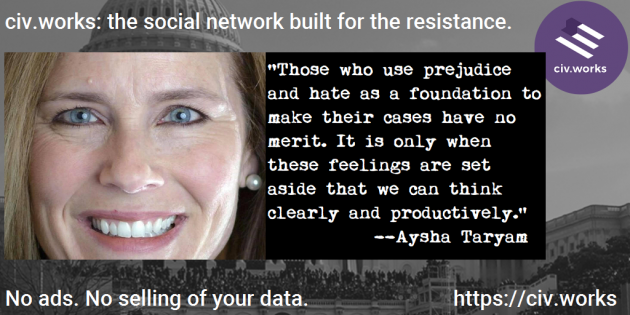 civ.works: the social network built for the resistance.
civ.works
"Those who use prejudice
and hate as a foundation to
make their cases have no
merit. It is only when
these feelings are set
aside that we can think
clearly and productively."
--Aysha Taryam
No ads. No selling of your data.
https://civ.works